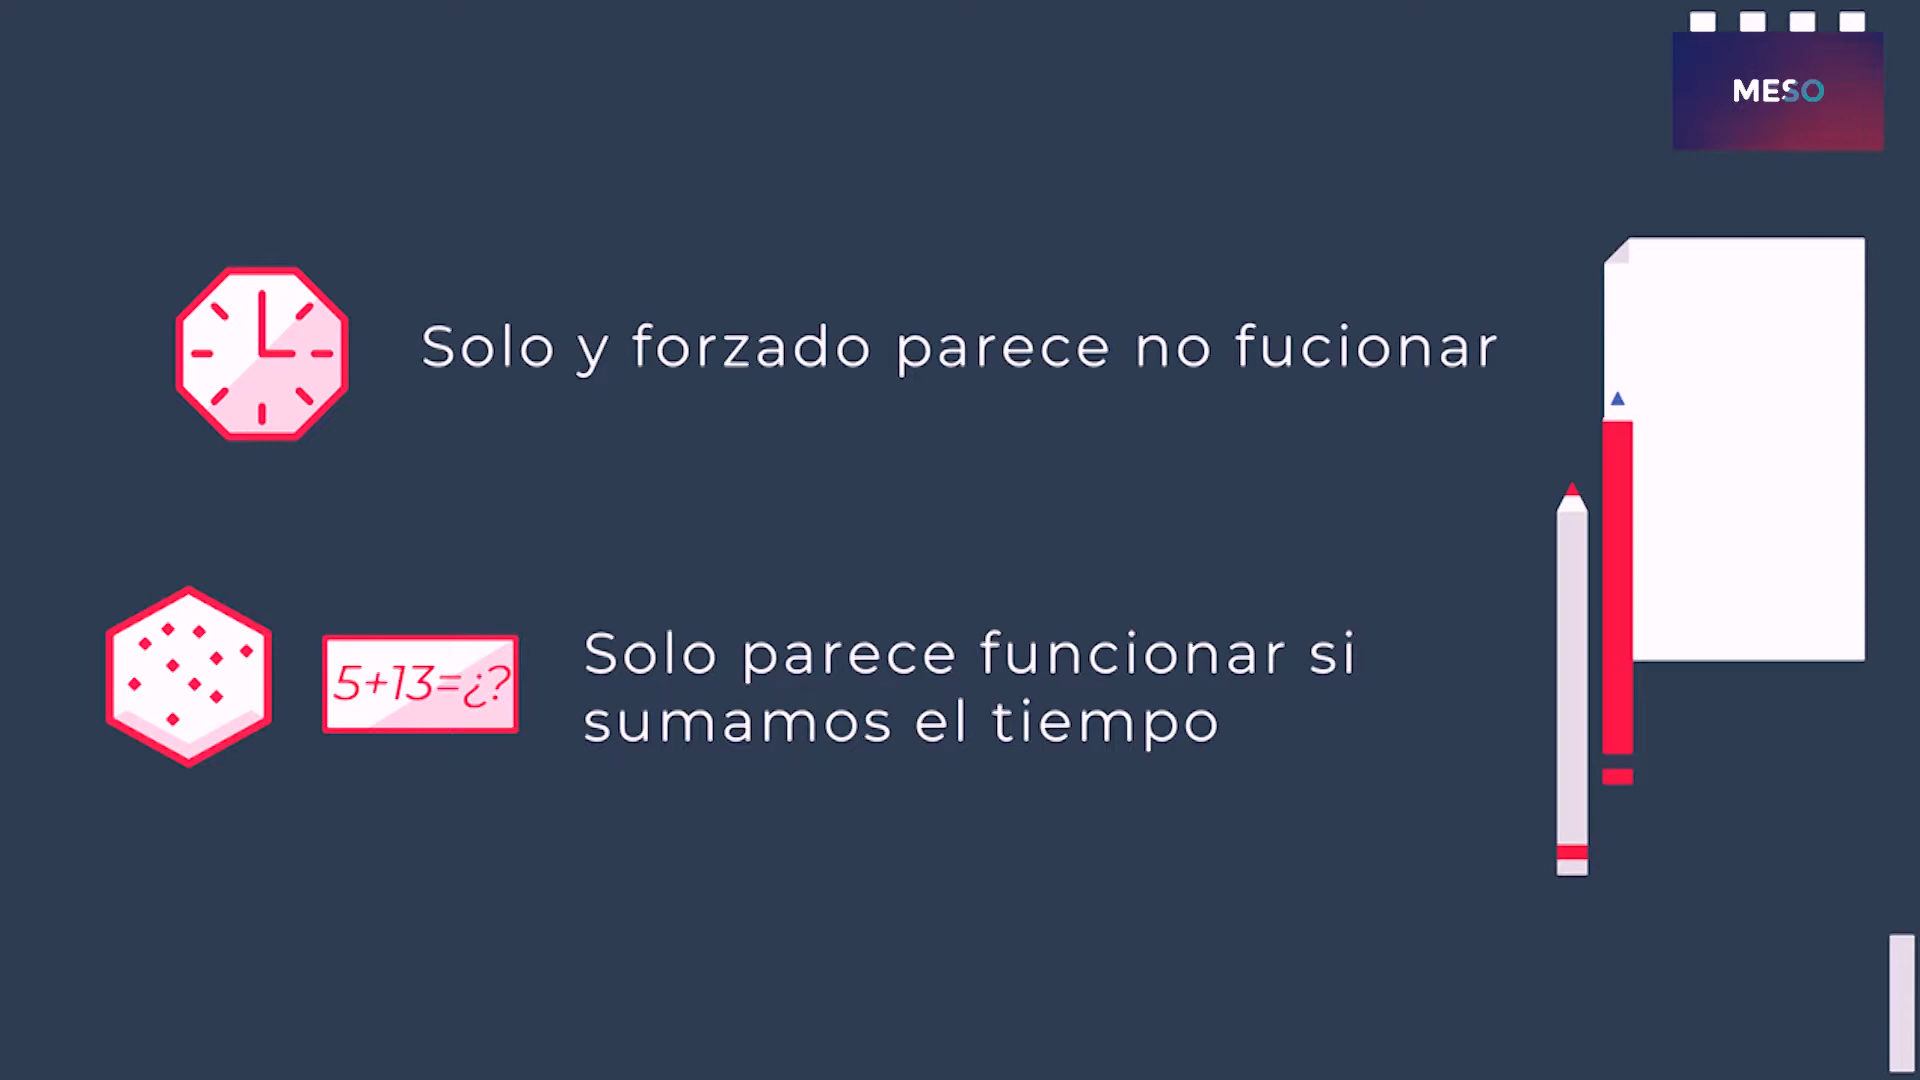 MESO
Solo y forzado parece no fucionar
5+13=¿?
Solo parece funcionar si
sumamos el tiempo